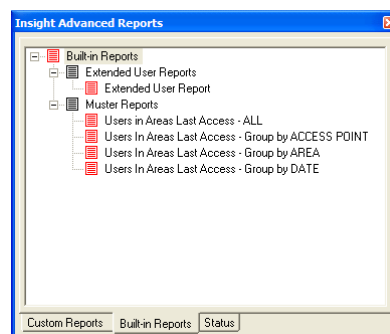 Insight Advanced Reports
Built-in Reports
Extended User Reports
Extended User Report
Muster Reports
Users in Areas Last Access - ALL
Users In Areas Last Access - Group by ACCESS POINT
Users In Areas Last Access - Group by AREA
Users In Areas Last Access - Group by DATE
Custom Reports Built-in Reports Status